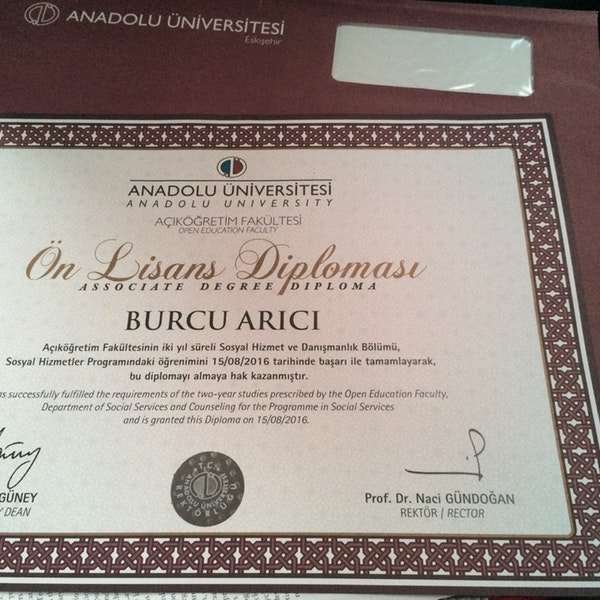 ANADOLU ÜNİVERSİTESİ
Eskişehir
ANADOLU ÜNİVERSİTESİ
ANADOLU UNIVERSITY
AÇIKÖĞRETİM FAKÜLTESİ
OPEN EDUCATION FACULTY
Ön Lisans Diploması
ASSOCIATE DEGREE DIPLOMA
BURCU ARICI
Açıköğretim Fakültesinin iki yıl süreli Sosyal Hizmet ve Danışmanlık Bölümü,
Sosyal Hizmetler Programındaki öğrenimini 15/08/2016 tarihinde başarı ile tamamlayarak,
bu diplomayı almaya hak kazanmıştır.
successfully fulfilled the requirements of the two-year studies prescribed by the Open Education Faculty,
Department of Social Services and Counseling for the Programme in Social Services
and is granted this Diploma on 15/08/2016.
GÜNEY
DEAN
Prof. Dr. Naci GÜNDOĞAN
REKTÖR / RECTOR